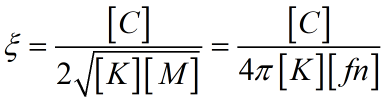 ξ = [C] / 2√[K][M] = [C] / 4π[K][fn]